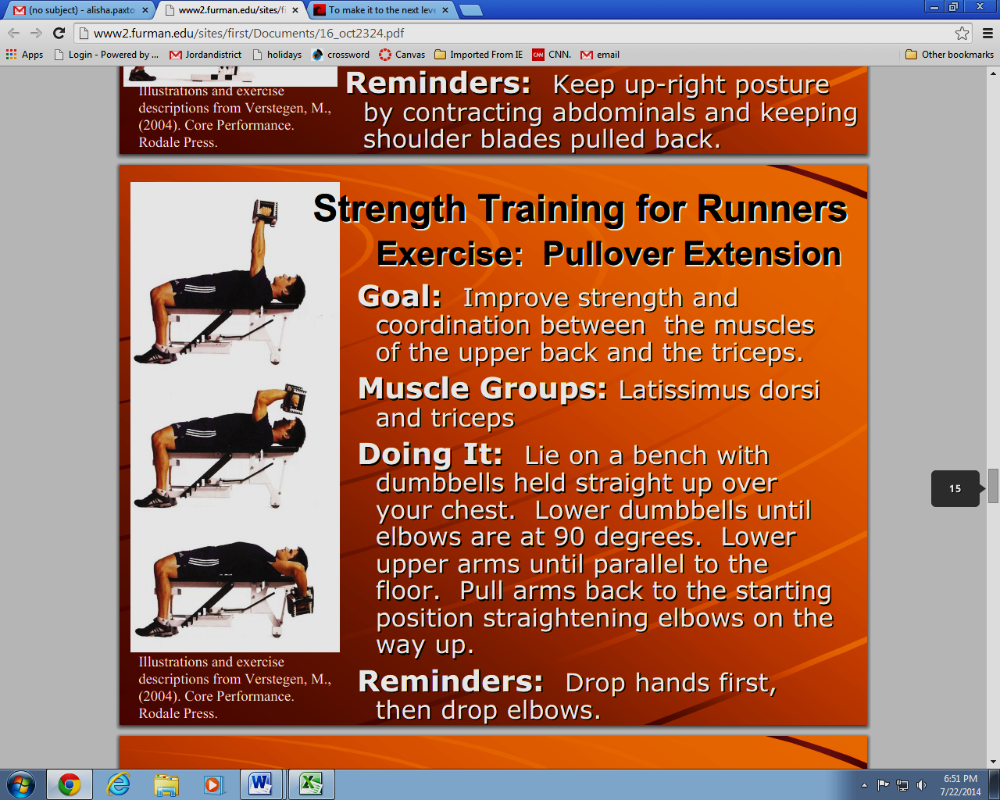 (no subject) - alisha.paxto
www2.furman.edu/sites/fi
To make it to the next leve
www2.furman.edu/sites/first/Documents/16_oct2324.pdf
Apps
Login - Powered by ...
Jordandistrict
holidays
crossword
Canvas
Imported From IE
CNN.
email
Other bookmarks
Illustrations and exercise
descriptions from Verstegen, M.,
(2004). Core Performance.
Rodale Press.
Reminders: Keep up-right posture
by contracting abdominals and keeping
shoulder blades pulled back.
Strength Training for Runners
Exercise: Pullover Extension
Goal: Improve strength and
coordination between the muscles
of the upper back and the triceps.
Muscle Groups: Latissimus dorsi
and triceps
Doing It: Lie on a bench with
dumbbells held straight up over
your chest. Lower dumbbells until
elbows are at 90 degrees. Lower
upper arms until parallel to the
floor. Pull arms back to the starting
position straightening elbows on the
way up.
Reminders: Drop hands first,
then drop elbows.
Illustrations and exercise
descriptions from Verstegen, M.,
(2004). Core Performance.
Rodale Press.
15
6:51 PM
7/22/2014